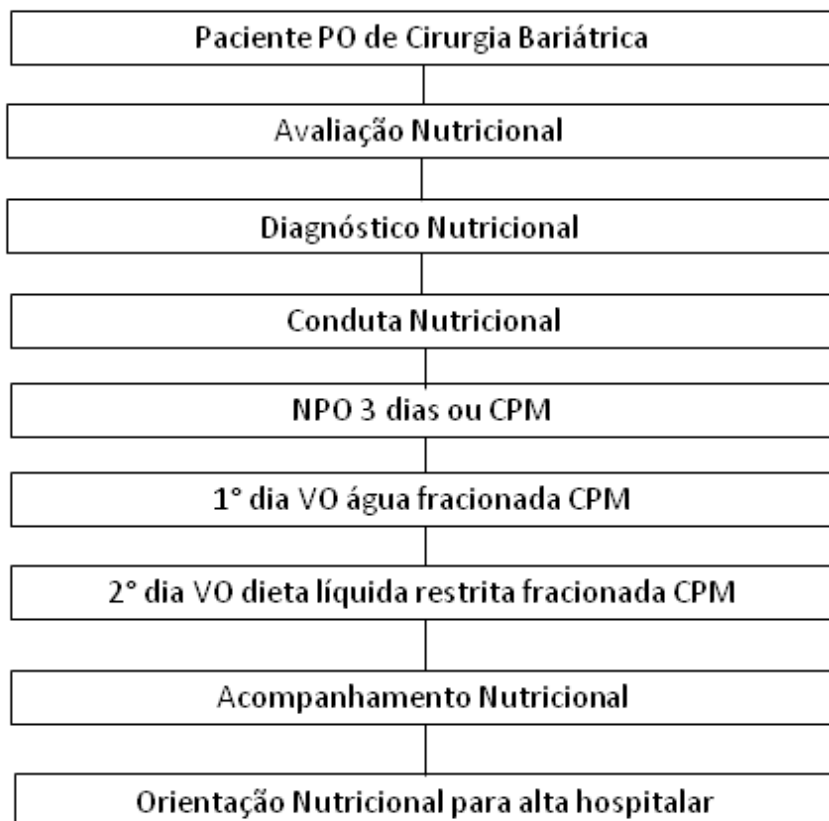 Paciente PO de Cirurgia Bariátrica
Avaliação Nutricional
Diagnóstico Nutricional
Conduta Nutricional
NPO 3 dias ou CPM
1° dia VO água fracionada CPM
2° dia VO dieta líquida restrita fracionada CPM
Acompanhamento Nutricional
Orientação Nutricional para alta hospitalar